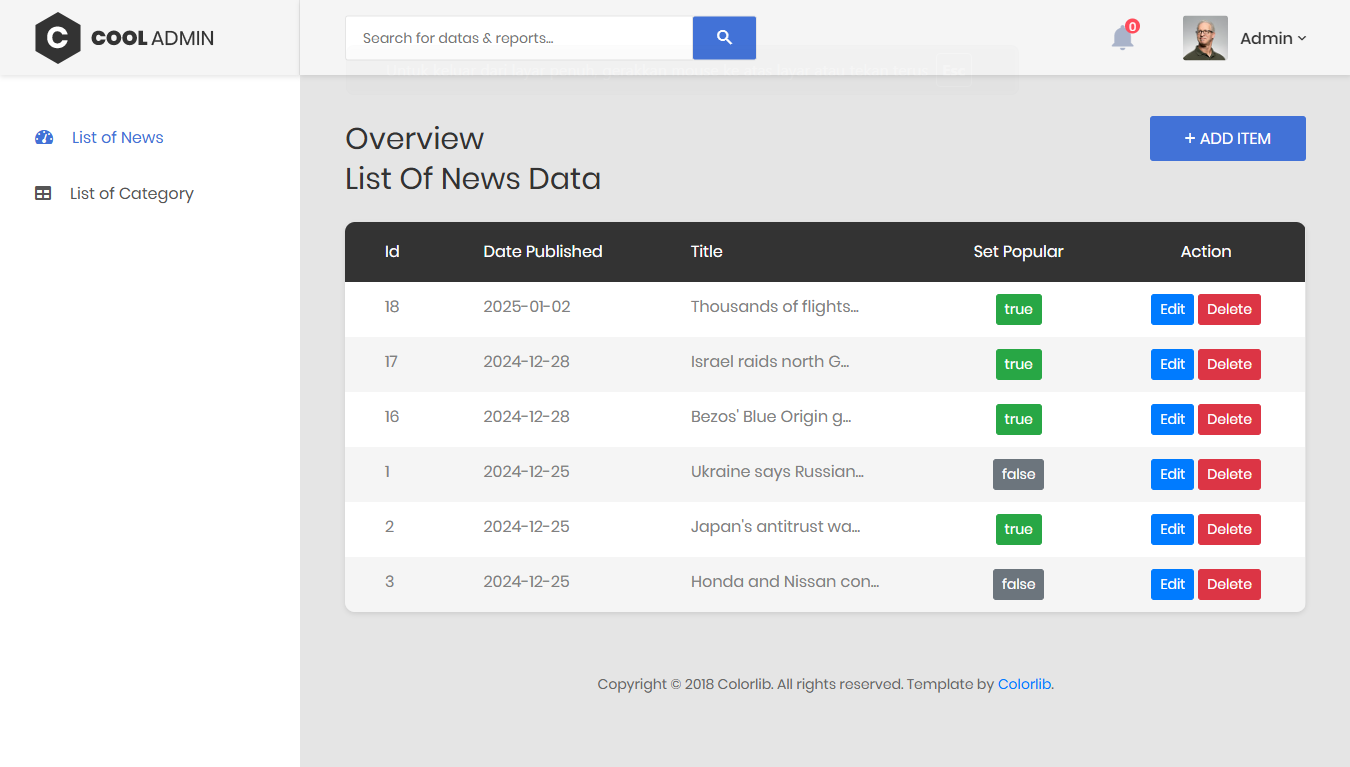 C COOL ADMIN
Search for datas & reports...
0
Admin
List of News
List of Category
Overview
List Of News Data
+ ADD ITEM
Id Date Published Title Set Popular Action
18 2025-01-02 Thousands of flights... true Edit Delete
17 2024-12-28 Israel raids north G... true Edit Delete
16 2024-12-28 Bezos' Blue Origin g... true Edit Delete
1 2024-12-25 Ukraine says Russian... false Edit Delete
2 2024-12-25 Japan's antitrust wa... true Edit Delete
3 2024-12-25 Honda and Nissan con... false Edit Delete
Copyright © 2018 Colorlib. All rights reserved. Template by Colorlib.